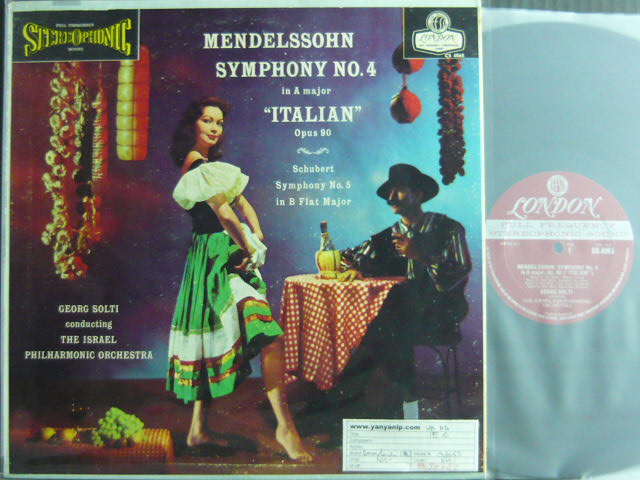 FULL FREQUENCY
STEREOPHONIC
SOUND
MENDELSSOHN
SYMPHONY NO. 4
in A major
"ITALIAN"
Opus 90
Schubert
Symphony No. 5
in B Flat Major
GEORG SOLTI
conducting
THE ISRAEL
PHILHARMONIC ORCHESTRA
LONDON
CS 6065
www.yanyanlp.com
LONDON
FULL FREQUENCY
STEREOPHONIC SOUND
MENDELSSOHN: SYMPHONY No. 4
GEORG SOLTI